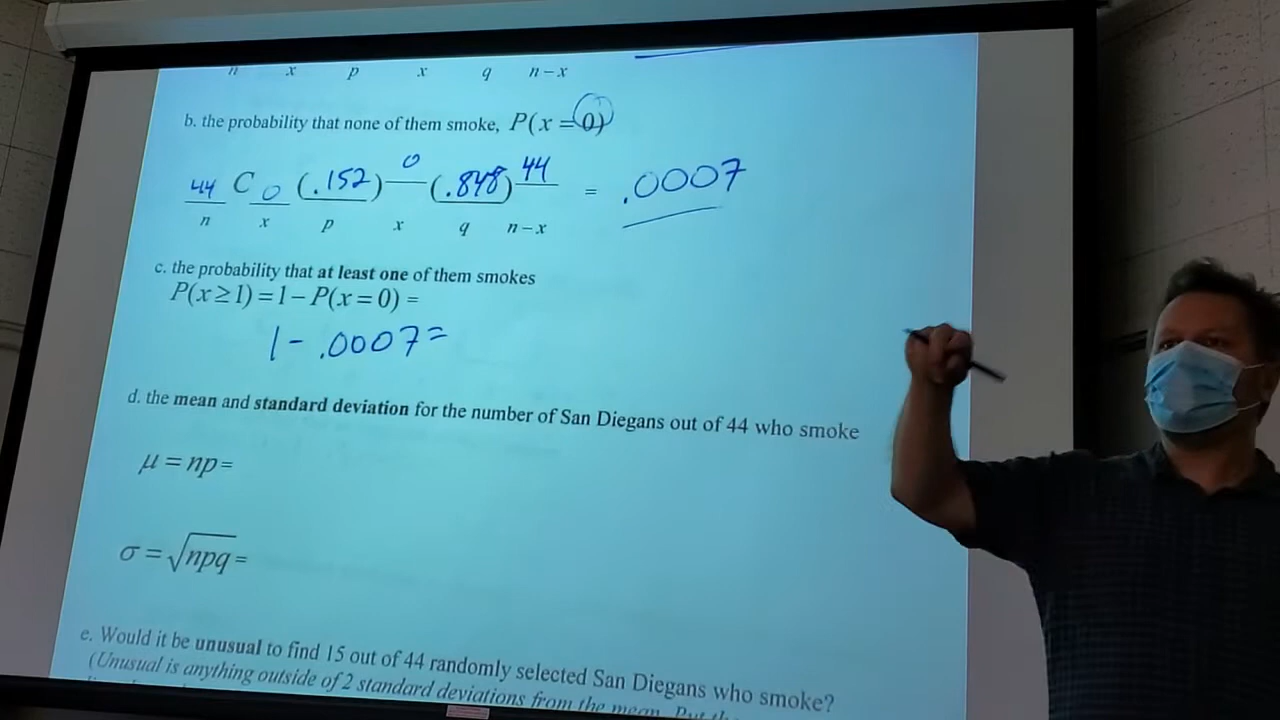 n x p x q n-x
b. the probability that none of them smoke, P(x = 0)
44 C 0 (.152) 0 (.848) 44 = .0007
n x p x q n-x
c. the probability that at least one of them smokes
P(x ≥ 1) = 1 - P(x = 0) =
1 - .0007 =
d. the mean and standard deviation for the number of San Diegans out of 44 who smoke
μ = np =
σ = √npq =
e. Would it be unusual to find 15 out of 44 randomly selected San Diegans who smoke?
(Unusual is anything outside of 2 standard deviations from the mean. Put